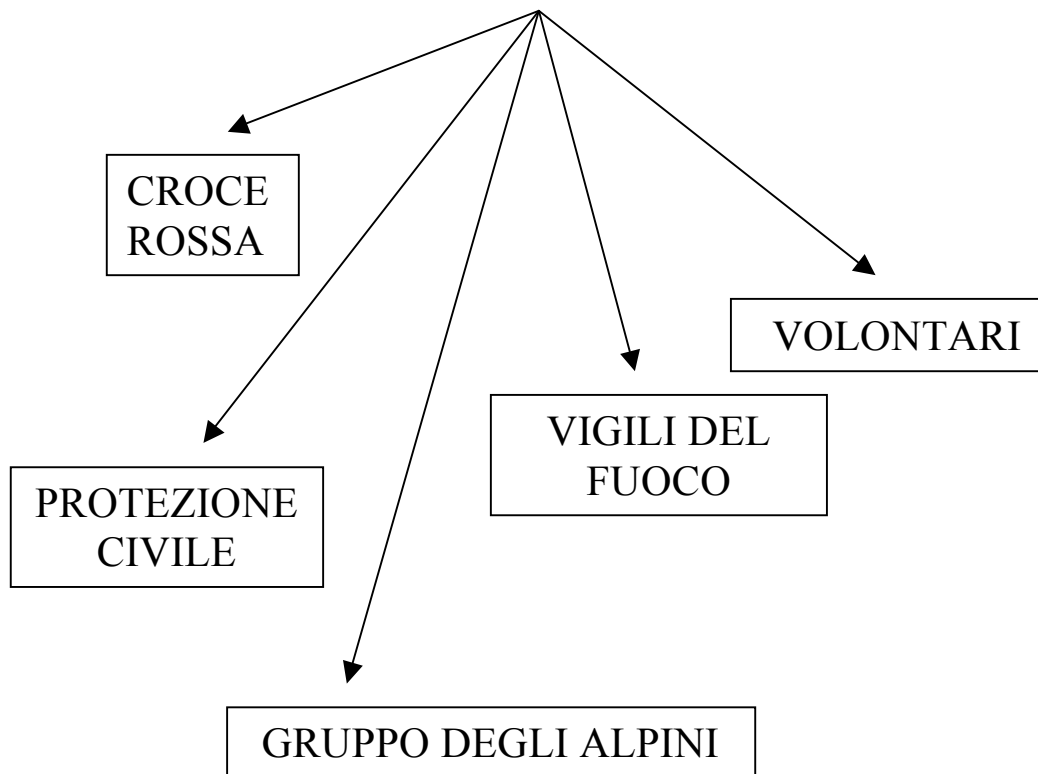 CROCE
ROSSA
VOLONTARI
VIGILI DEL
FUOCO
PROTEZIONE
CIVILE
GRUPPO DEGLI ALPINI